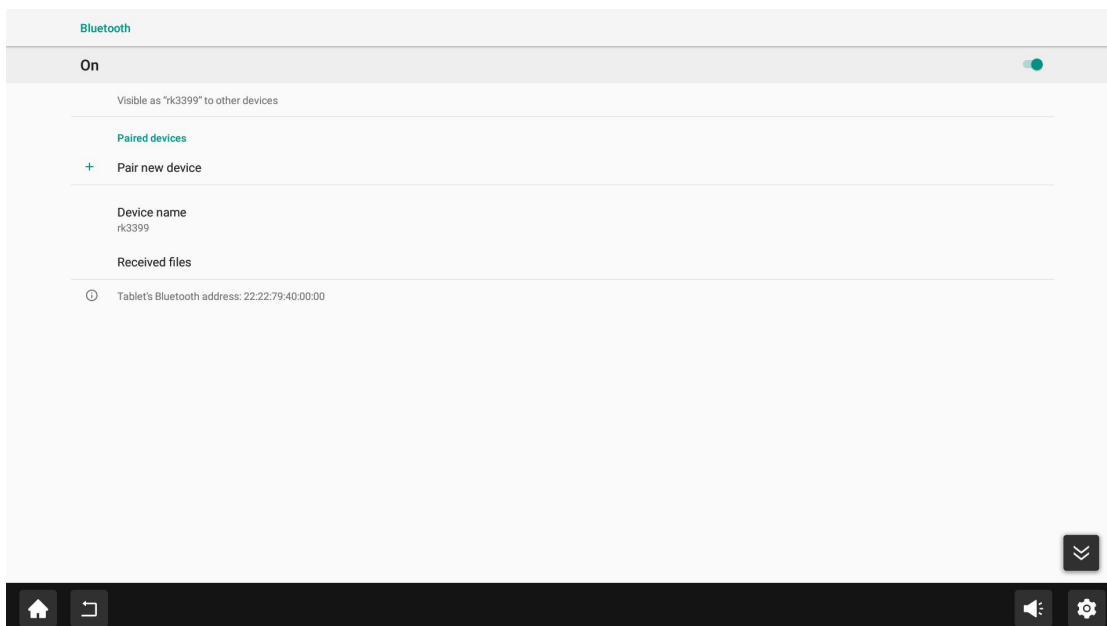 Bluetooth
On
Visible as "rk3399" to other devices
Paired devices
+ Pair new device
Device name
rk3399
Received files
Tablet's Bluetooth address: 22:22:79:40:00:00